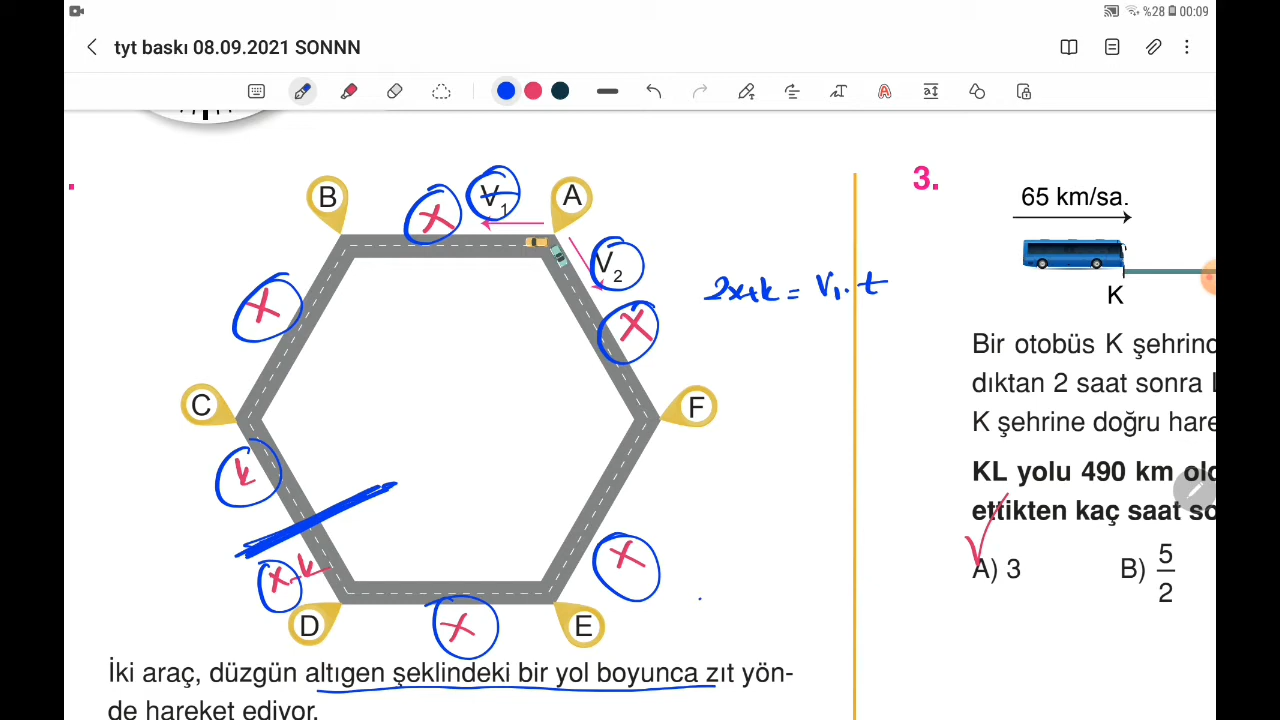 %28 00:09
tyt baskı 08.09.2021 SONNN
B
X
V₁
A
V₂
X
X
2x+k = V₁.t
C
F
k
x-k
X
D
X
E
İki araç, düzgün altıgen şeklindeki bir yol boyunca zıt yön-
de hareket ediyor.
3.
65 km/sa.
K
Bir otobüs K şehrind
dıktan 2 saat sonra
K şehrine doğru hare
KL yolu 490 km
ettikten kaç saat so
A) 3
B) 5/2